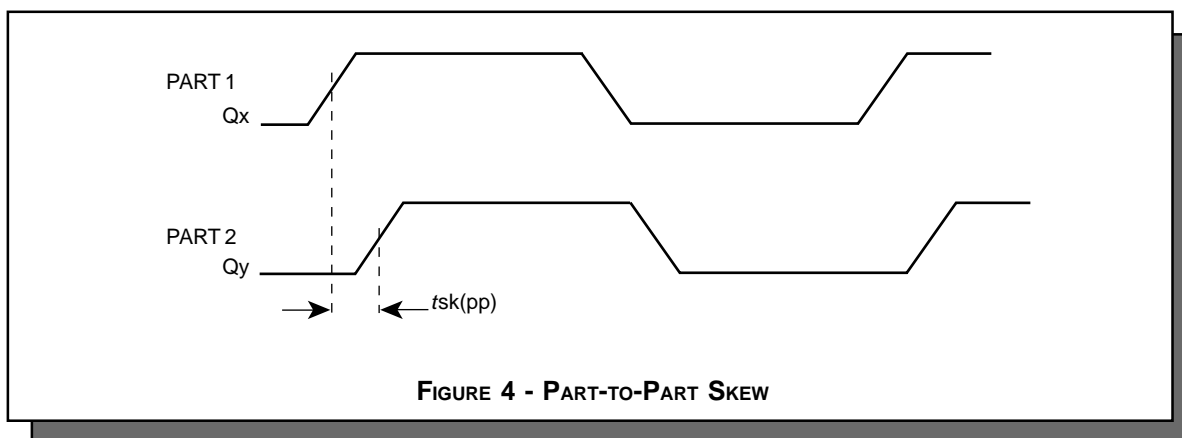 PART 1
Qx
PART 2
Qy
tsk(pp)
FIGURE 4 - PART-TO-PART SKEW